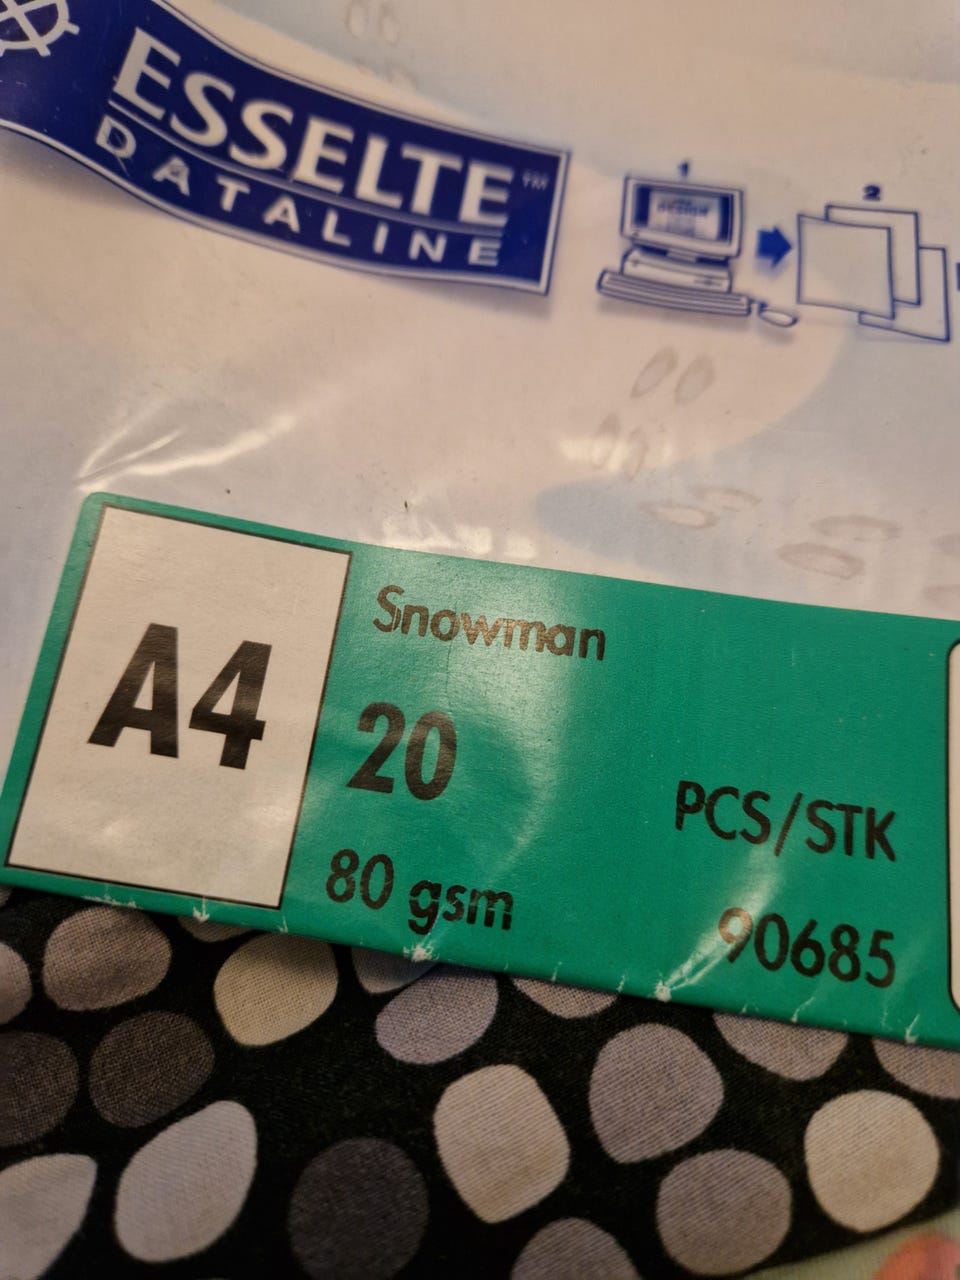 ESSELTE™
DATALINE
1
2
A4
Snowman
20
PCS/STK
80 gsm
90685